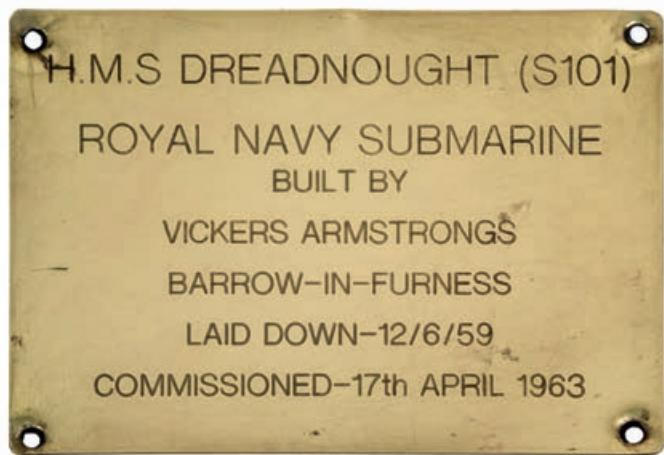 H.M.S DREADNOUGHT (S101)
ROYAL NAVY SUBMARINE
BUILT BY
VICKERS ARMSTRONGS
BARROW-IN-FURNESS
LAID DOWN-12/6/59
COMMISSIONED-17th APRIL 1963